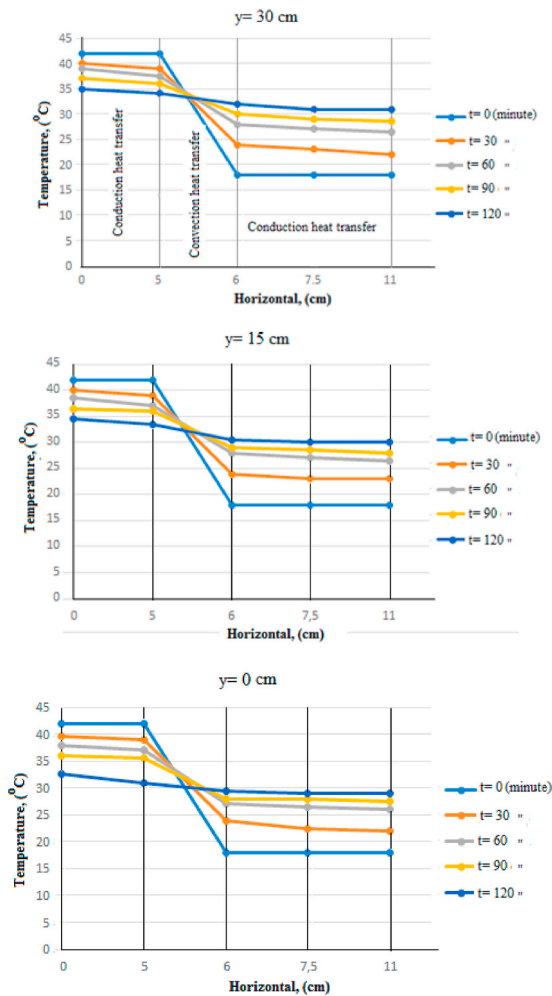 y= 30 cm
45
40
35
30
25
20
15
10
5
0
Temperature, (⁰C)
Conduction heat transfer
Convection heat transfer
Conduction heat transfer
0 5 6 7.5 11
Horizontal, (cm)
t= 0 (minute)
t= 30 "
t= 60 "
t= 90 "
t= 120 "
y= 15 cm
45
40
35
30
25
20
15
10
5
0
Temperature, (⁰C)
0 5 6 7,5 11
Horizontal, (cm)
t= 0 (minute)
t= 30 "
t= 60 "
t= 90 "
t= 120 "
y= 0 cm
45
40
35
30
25
20
15
10
5
0
Temperature, (⁰C)
0 5 6 7,5 11
Horizontal, (cm)
t= 0 (minute)
t= 30 "
t= 60 "
t= 90 "
t= 120 "